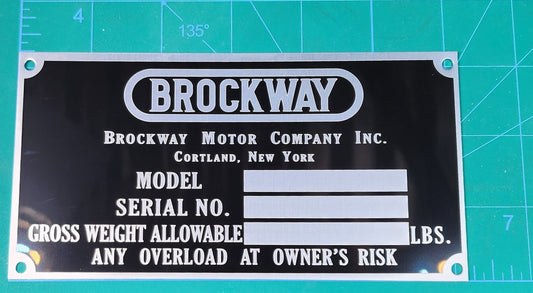 4
135°
BROCKWAY
BROCKWAY MOTOR COMPANY INC.
CORTLAND, NEW YORK
MODEL
SERIAL NO.
GROSS WEIGHT ALLOWABLE LBS.
ANY OVERLOAD AT OWNER'S RISK
7